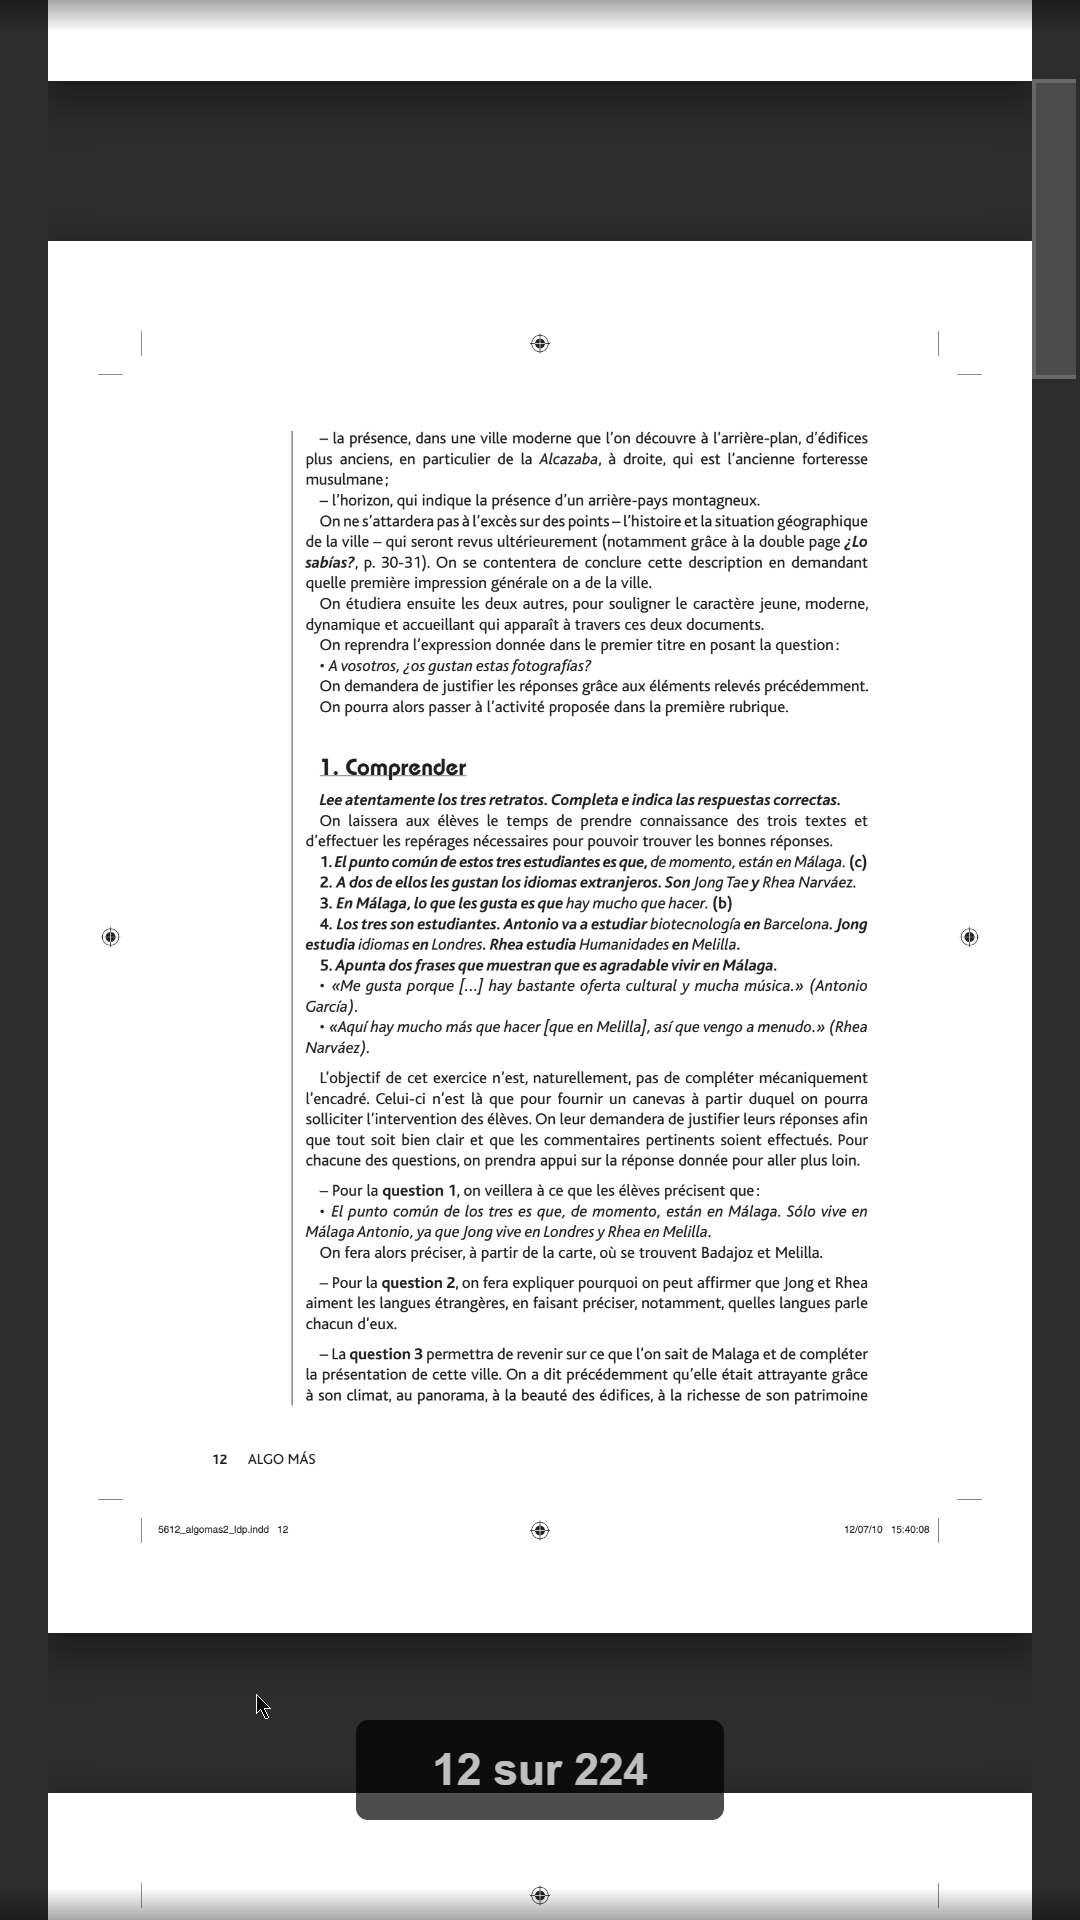 – la présence, dans une ville moderne que l’on découvre à l’arrière-plan, d’édifices
plus anciens, en particulier de la Alcazaba, à droite, qui est l’ancienne forteresse
musulmane ;
– l’horizon, qui indique la présence d’un arrière-pays montagneux.
On ne s’attardera pas à l’excès sur des points – l’histoire et la situation géographique
de la ville – qui seront revus ultérieurement (notamment grâce à la double page ¿Lo
sabías?, p. 30-31). On se contentera de conclure cette description en demandant
quelle première impression générale on a de la ville.
On étudiera ensuite les deux autres, pour souligner le caractère jeune, moderne,
dynamique et accueillant qui apparaît à travers ces deux documents.
On reprendra l’expression donnée dans le premier titre en posant la question :
• A vosotros, ¿os gustan estas fotografías?
On demandera de justifier les réponses grâce aux éléments relevés précédemment.
On pourra alors passer à l’activité proposée dans la première rubrique.
1. Comprender
Lee atentamente los tres retratos. Completa e indica las respuestas correctas.
On laissera aux élèves le temps de prendre connaissance des trois textes et
d’effectuer les repérages nécessaires pour pouvoir trouver les bonnes réponses.
1. El punto común de estos tres estudiantes es que, de momento, están en Málaga. (c)
2. A dos de ellos les gustan los idiomas extranjeros. Son Jong Tae y Rhea Narváez.
3. En Málaga, lo que les gusta es que hay mucho que hacer. (b)
4. Los tres son estudiantes. Antonio va a estudiar biotecnología en Barcelona. Jong
estudia idiomas en Londres. Rhea estudia Humanidades en Melilla.
5. Apunta dos frases que muestran que es agradable vivir en Málaga.
• «Me gusta porque [...] hay bastante oferta cultural y mucha música.» (Antonio
García).
• «Aquí hay mucho más que hacer [que en Melilla], así que vengo a menudo.» (Rhea
Narváez).
L’objectif de cet exercice n’est, naturellement, pas de compléter mécaniquement
l’encadré. Celui-ci n’est là que pour fournir un canevas à partir duquel on pourra
solliciter l’intervention des élèves. On leur demandera de justifier leurs réponses afin
que tout soit bien clair et que les commentaires pertinents soient effectués. Pour
chacune des questions, on prendra appui sur la réponse donnée pour aller plus loin.
– Pour la question 1, on veillera à ce que les élèves précisent que :
• El punto común de los tres es que, de momento, están en Málaga. Sólo vive en
Málaga Antonio, ya que Jong vive en Londres y Rhea en Melilla.
On fera alors préciser, à partir de la carte, où se trouvent Badajoz et Melilla.
– Pour la question 2, on fera expliquer pourquoi on peut affirmer que Jong et Rhea
aiment les langues étrangères, en faisant préciser, notamment, quelles langues parle
chacun d’eux.
– La question 3 permettra de revenir sur ce que l’on sait de Malaga et de compléter
la présentation de cette ville. On a dit précédemment qu’elle était attrayante grâce
à son climat, au panorama, à la beauté des édifices, à la richesse de son patrimoine
12 ALGO MÁS
5612_algomas2_ldp.indd 12 12/07/10 15:40:08
12 sur 224